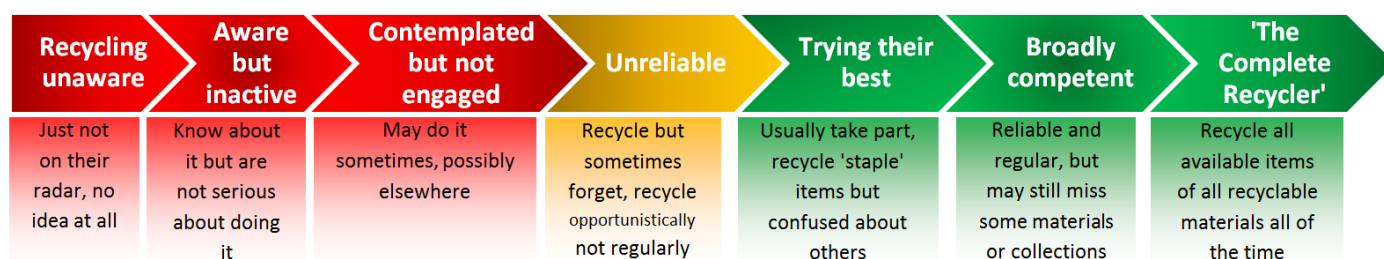 Recycling
unaware
Aware
but
inactive
Contemplated
but not
engaged
Unreliable
Trying their
best
Broadly
competent
'The
Complete
Recycler'
Just not
on their
radar, no
idea at all
Know about
it but are
not serious
about doing
it
May do it
sometimes, possibly
elsewhere
Recycle but
sometimes
forget, recycle
opportunistically
not regularly
Usually take part,
recycle 'staple'
items but
confused about
others
Reliable and
regular, but
may still miss
some materials
or collections
Recycle all
available items
of all recyclable
materials all of
the time